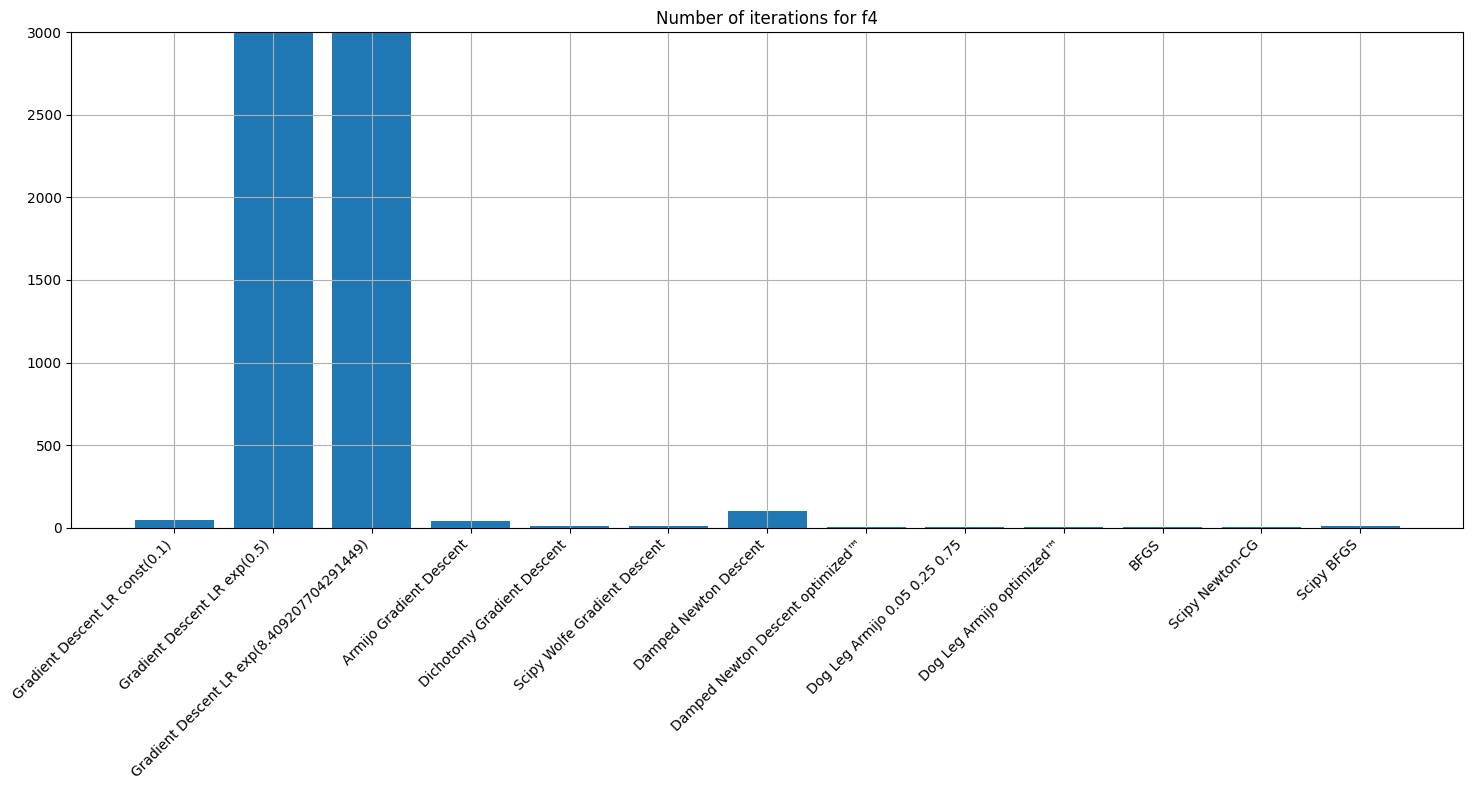 Number of iterations for f4
3000
2500
2000
1500
1000
500
0
Gradient Descent LR const(0.1)
Gradient Descent LR exp(0.5)
Gradient Descent LR exp(8.409207704291449)
Armijo Gradient Descent
Dichotomy Gradient Descent
Scipy Wolfe Gradient Descent
Damped Newton Descent
Damped Newton Descent optimized™
Dog Leg Armijo 0.05 0.25 0.75
Dog Leg Armijo optimized™
BFGS
Scipy Newton-CG
Scipy BFGS